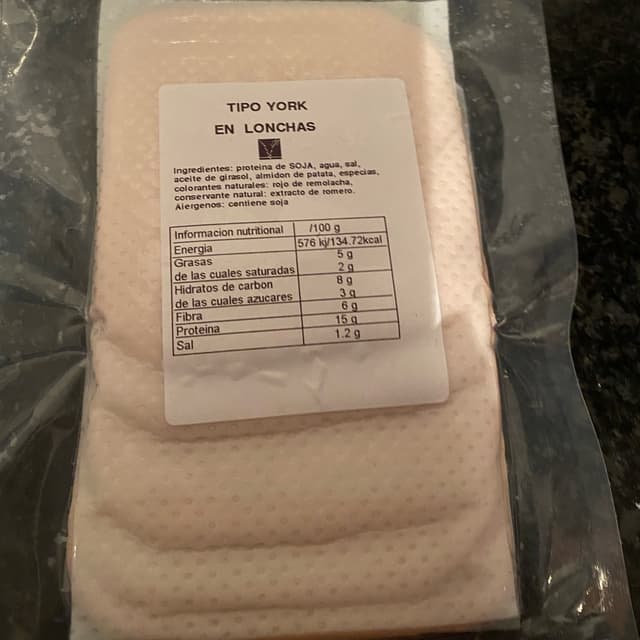 TIPO YORK
EN LONCHAS
Ingredientes: proteina de SOJA, agua, sal,
aceite de girasol, almidon de patata, especias,
colorantes naturales: rojo de remolacha,
conservante natural: extracto de romero.
Alergenos: centiene soja
Informacion nutritional /100 g
Energia 576 kj/134.72kcal
Grasas 5 g
de las cuales saturadas 2 g
Hidratos de carbon 8 g
de las cuales azucares 3 g
Fibra 6 g
Proteina 15 g
Sal 1.2 g